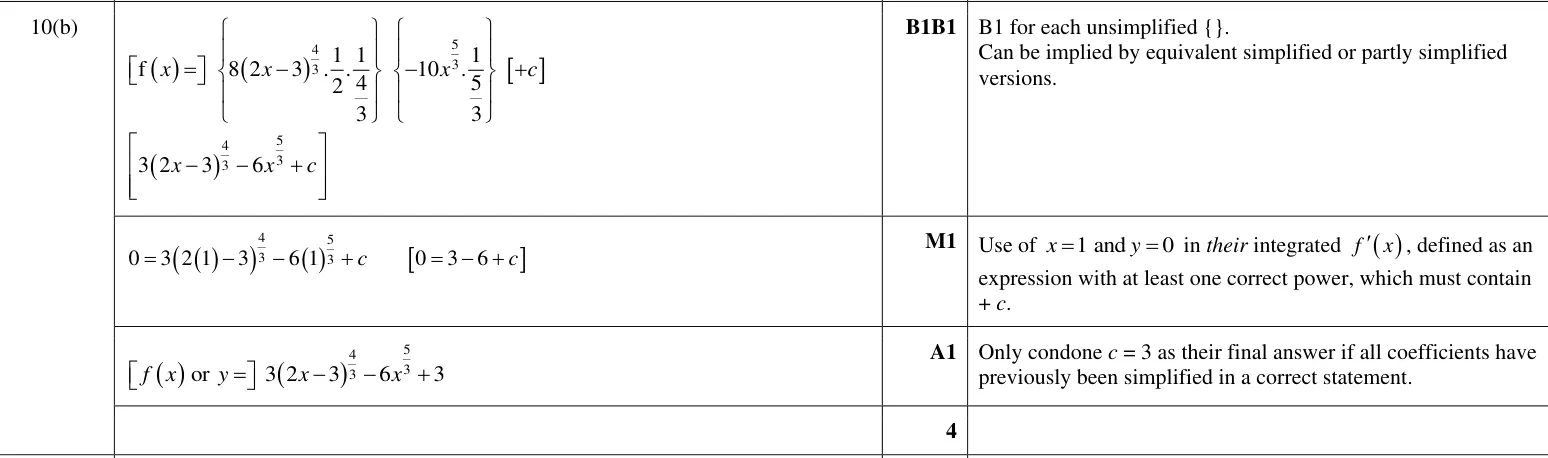 10(b)
[f(x)=] {8(2x−3)^{4/3} . 1/2 . 1/(4/3)} {−10x^{5/3} . 1/(5/3)} [+c]
B1B1
B1 for each unsimplified {}.
Can be implied by equivalent simplified or partly simplified
versions.
[3(2x−3)^{4/3} − 6x^{5/3} + c]
0 = 3(2(1)−3)^{4/3} − 6(1)^{5/3} + c [0 = 3 − 6 + c]
M1
Use of x = 1 and y = 0 in their integrated f′(x), defined as an
expression with at least one correct power, which must contain
+ c.
[f(x) or y =] 3(2x−3)^{4/3} − 6x^{5/3} + 3
A1
Only condone c = 3 as their final answer if all coefficients have
previously been simplified in a correct statement.
4